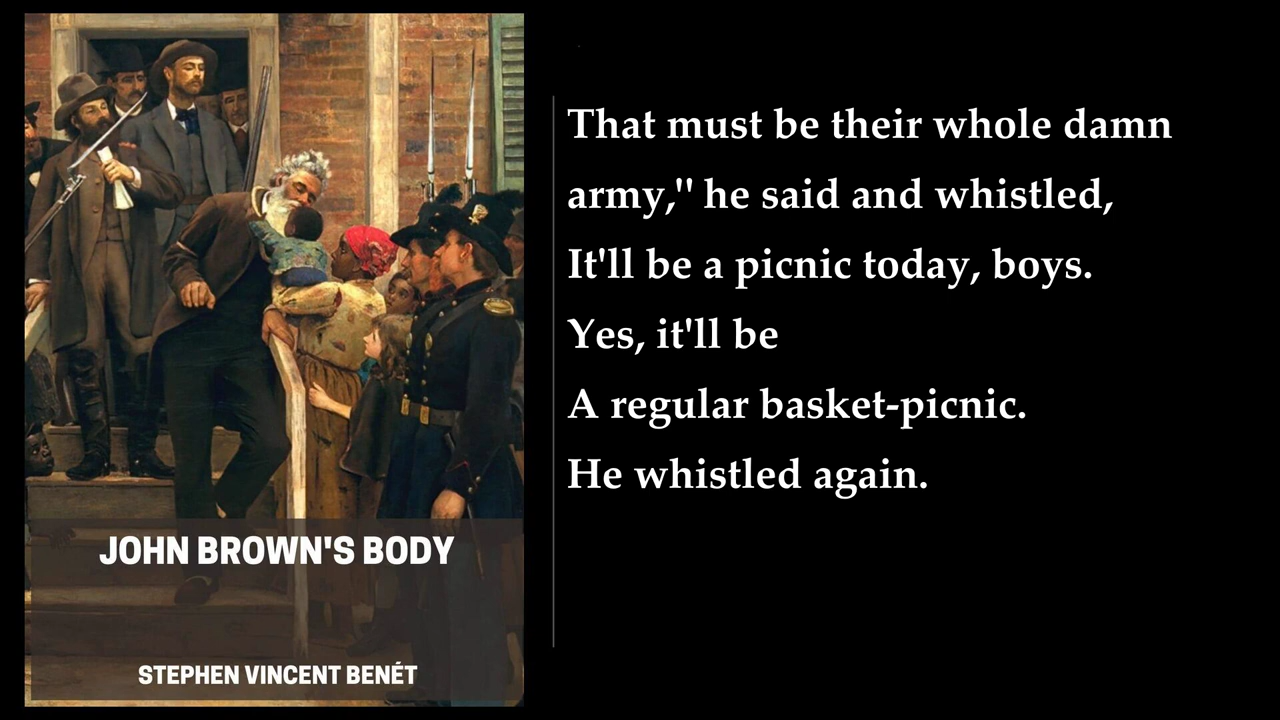 JOHN BROWN'S BODY
STEPHEN VINCENT BENÉT
That must be their whole damn
army," he said and whistled,
It'll be a picnic today, boys.
Yes, it'll be
A regular basket-picnic.
He whistled again.